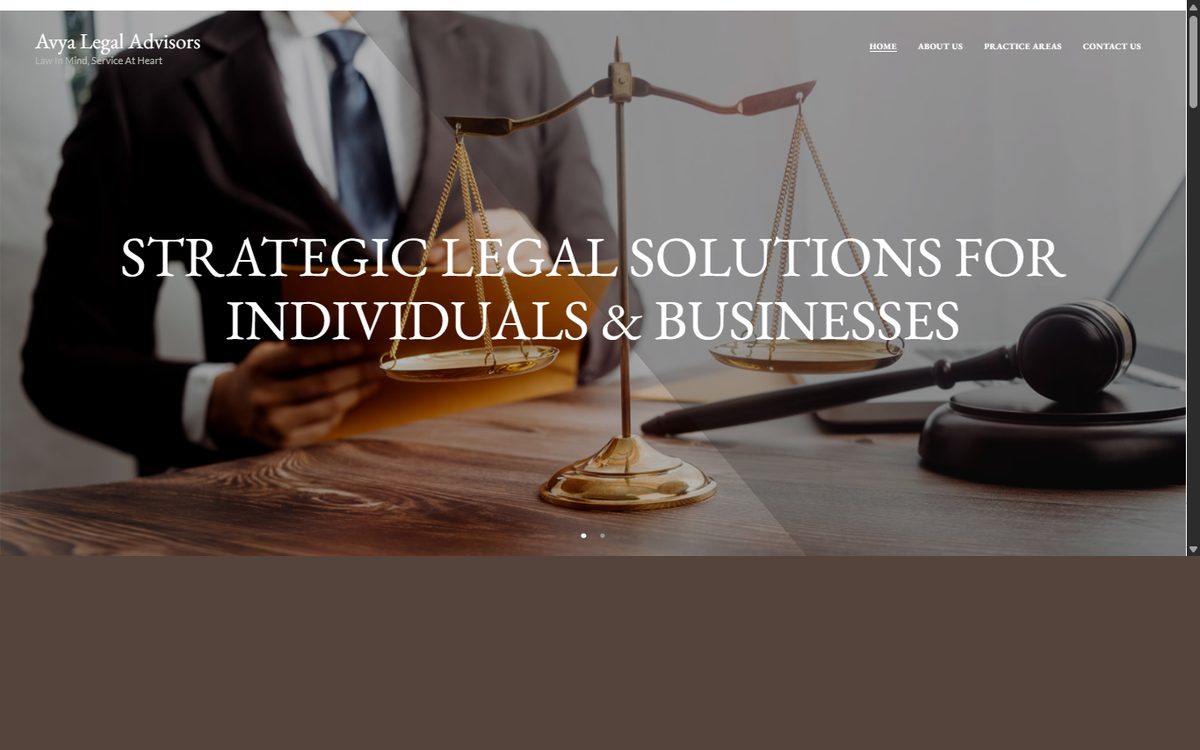 Avya Legal Advisors
Law In Mind, Service At Heart
HOME ABOUT US PRACTICE AREAS CONTACT US
STRATEGIC LEGAL SOLUTIONS FOR
INDIVIDUALS & BUSINESSES